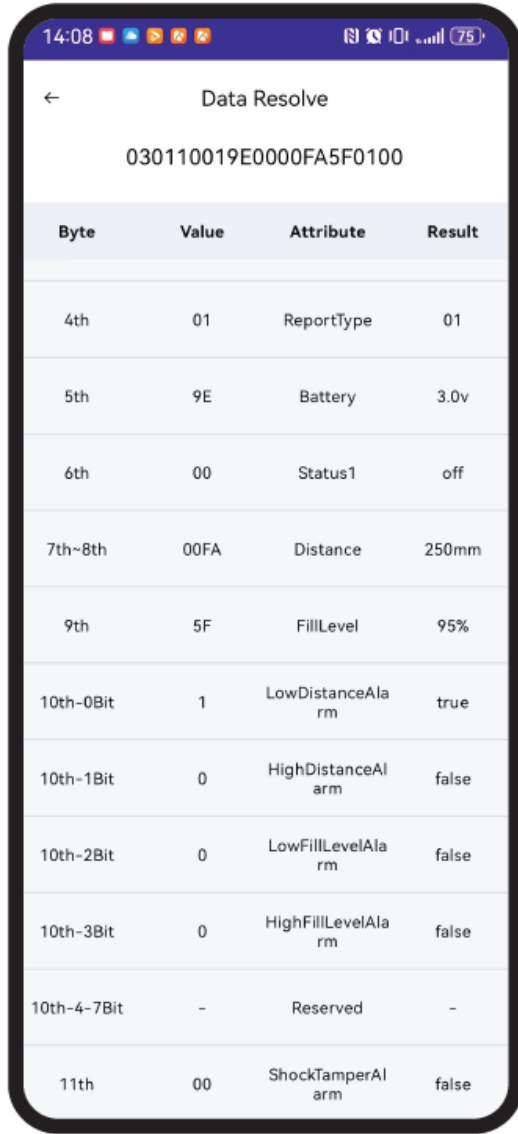 14:08 75
Data Resolve
030110019E0000FA5F0100
Byte Value Attribute Result
4th 01 ReportType 01
5th 9E Battery 3.0v
6th 00 Status1 off
7th~8th 00FA Distance 250mm
9th 5F FillLevel 95%
10th-0Bit 1 LowDistanceAla true
rm
10th-1Bit 0 HighDistanceAl false
arm
10th-2Bit 0 LowFillLevelAla false
rm
10th-3Bit 0 HighFillLevelAla false
rm
10th-4-7Bit - Reserved -
11th 00 ShockTamperAl false
arm